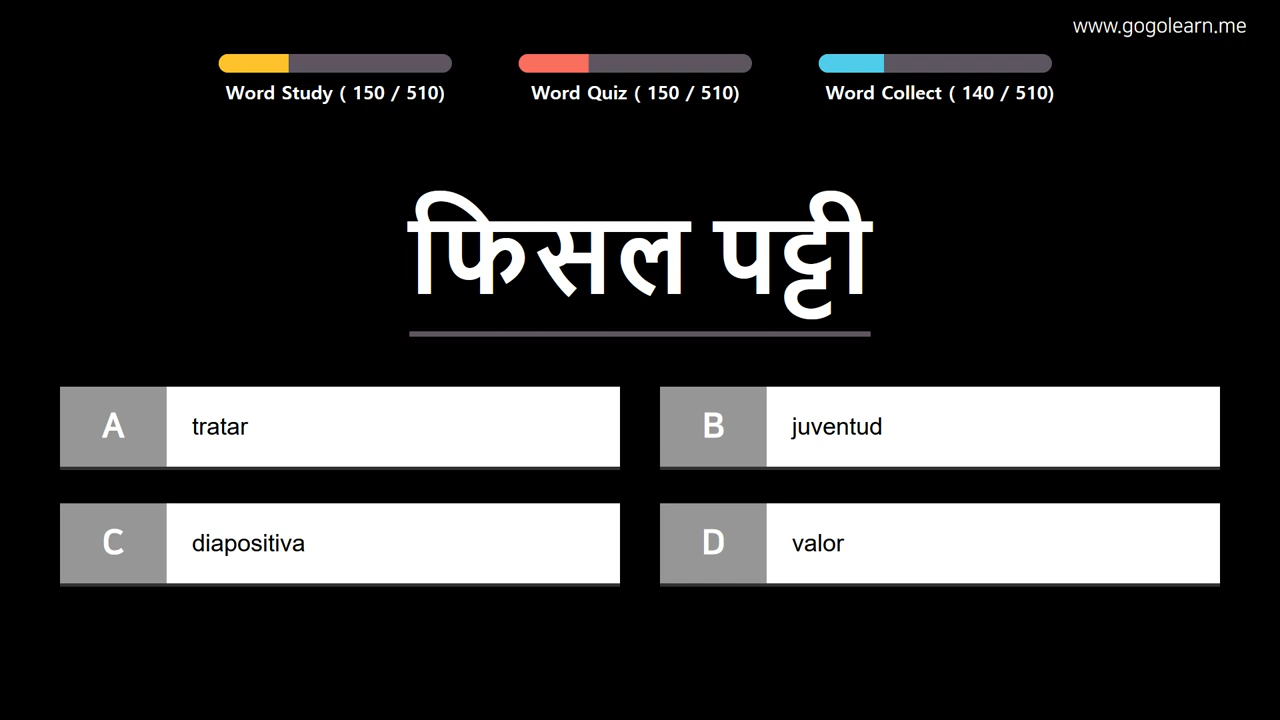 www.gogolearn.me
Word Study ( 150 / 510)
Word Quiz ( 150 / 510)
Word Collect ( 140 / 510)
फिसल पट्टी
A tratar
B juventud
C diapositiva
D valor